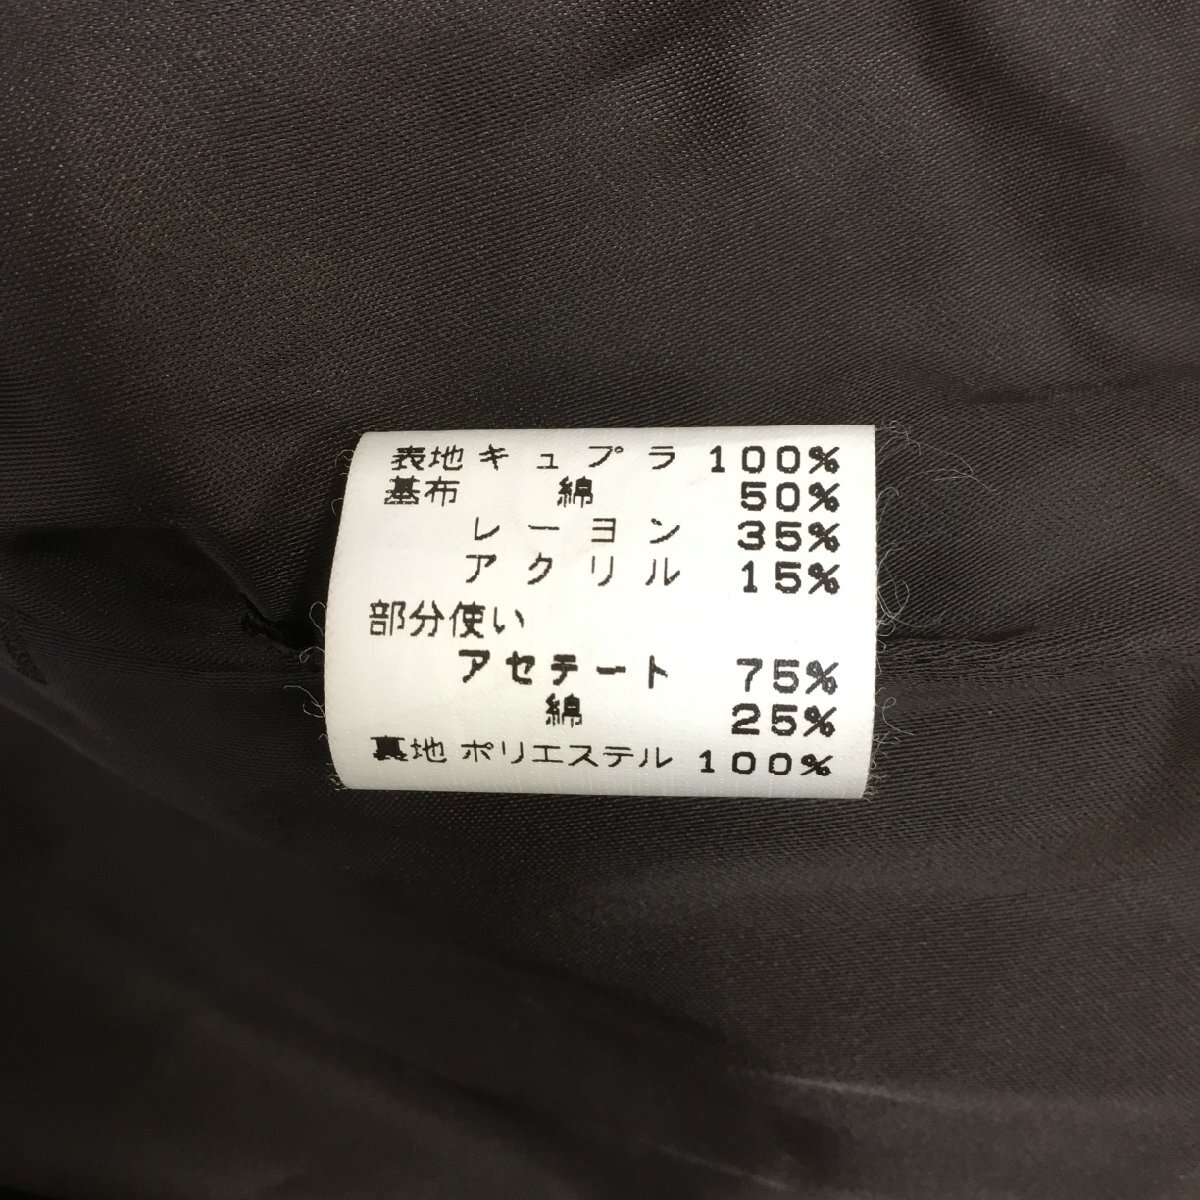 表地キュプラ 100%
基布 綿 50%
レーヨン 35%
アクリル 15%
部分使い
アセテート 75%
綿 25%
裏地ポリエステル 100%